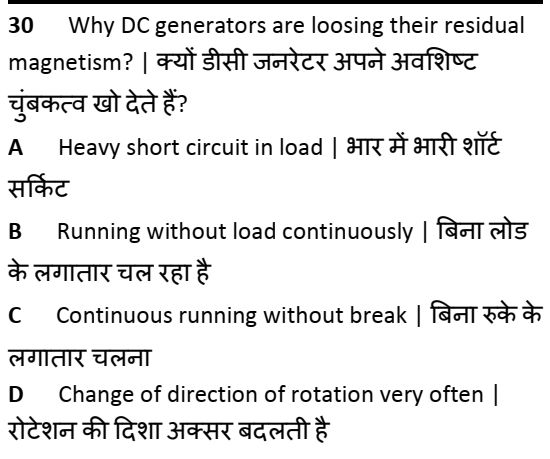 30 Why DC generators are loosing their residual
magnetism? | क्यों डीसी जनरेटर अपने अवशिष्ट
चुंबकत्व खो देते हैं?
A Heavy short circuit in load | भार में भारी शॉर्ट
सर्किट
B Running without load continuously | बिना लोड
के लगातार चल रहा है
C Continuous running without break | बिना रुके के
लगातार चलना
D Change of direction of rotation very often |
रोटेशन की दिशा अक्सर बदलती है